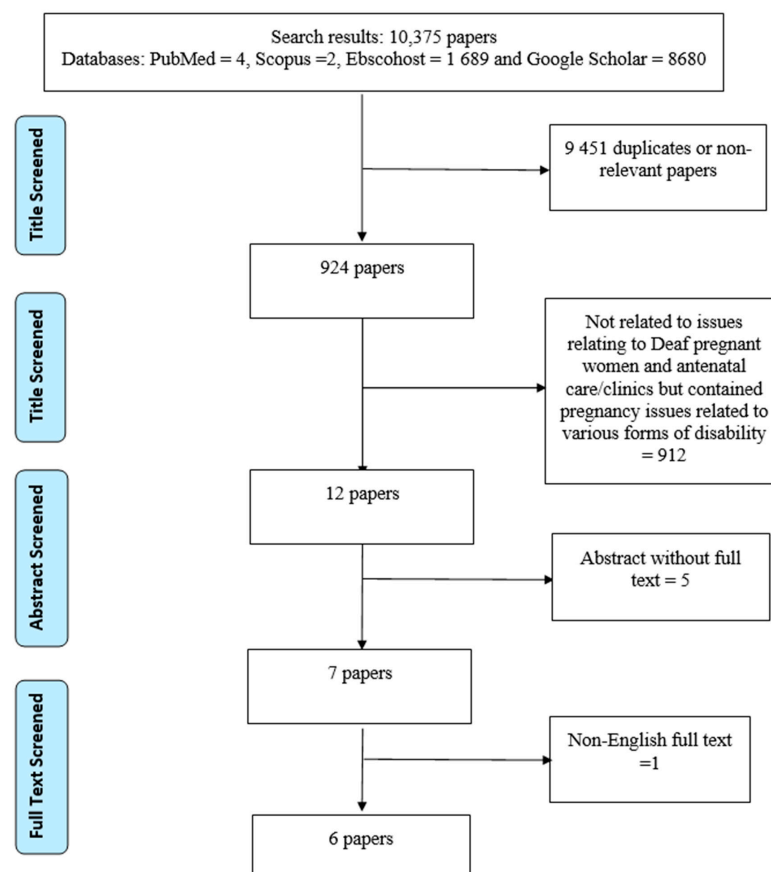 Search results: 10,375 papers
Databases: PubMed = 4, Scopus =2, Ebscohost = 1 689 and Google Scholar = 8680
Title Screened
9 451 duplicates or non-
relevant papers
924 papers
Title Screened
Not related to issues
relating to Deaf pregnant
women and antenatal
care/clinics but contained
pregnancy issues related to
various forms of disability
= 912
12 papers
Abstract Screened
Abstract without full
text = 5
7 papers
Full Text Screened
Non-English full text
=1
6 papers